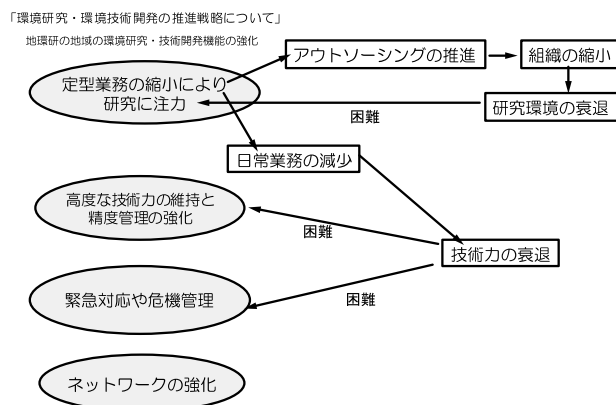 「環境研究・環境技術開発の推進戦略について」
地環研の地域の環境研究・技術開発機能の強化
アウトソーシングの推進
組織の縮小
定型業務の縮小により
研究に注力
研究環境の衰退
困難
日常業務の減少
高度な技術力の維持と
精度管理の強化
困難
技術力の衰退
緊急対応や危機管理
困難
ネットワークの強化